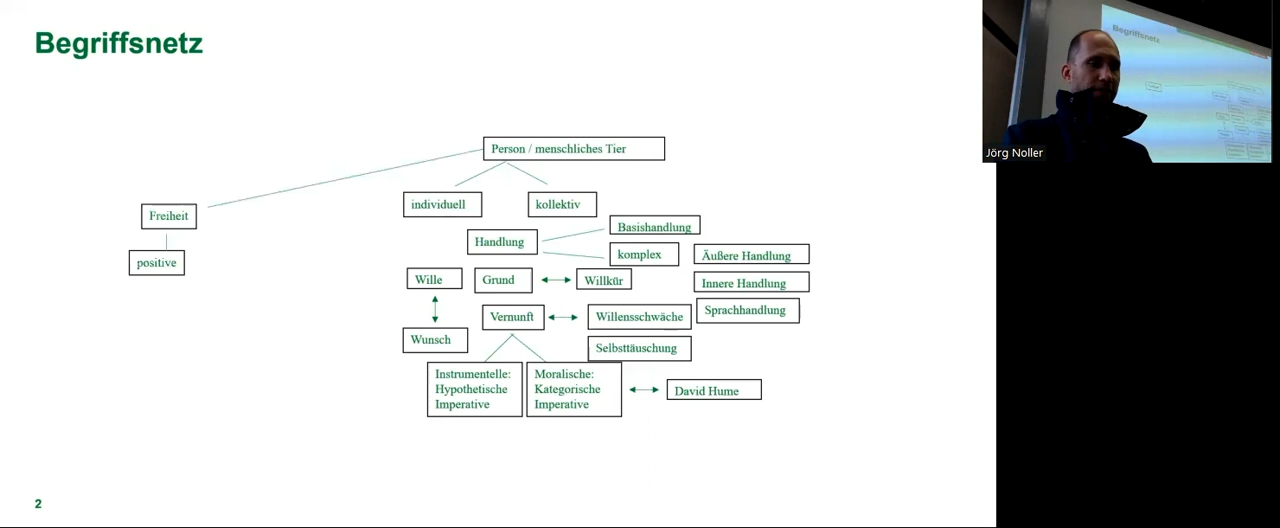 Begriffsnetz
Person / menschliches Tier
individuell
kollektiv
Freiheit
positive
Handlung
Basishandlung
komplex
Äußere Handlung
Innere Handlung
Sprachhandlung
Wille
Grund
Willkür
Vernunft
Willensschwäche
Wunsch
Selbsttäuschung
Instrumentelle:
Hypothetische
Imperative
Moralische:
Kategorische
Imperative
David Hume
2
Begriffsnetz
Jörg Noller